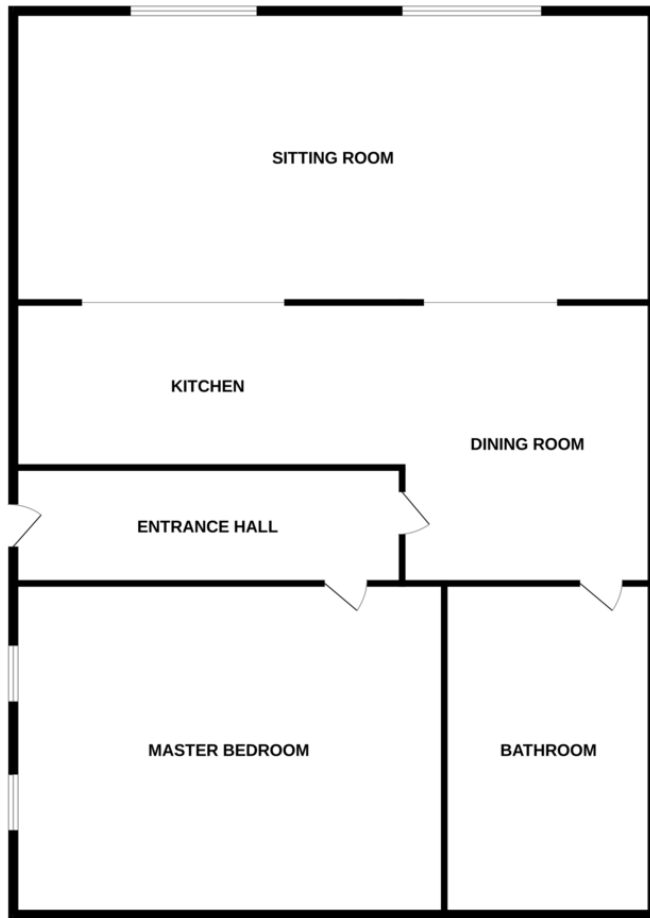 SITTING ROOM
KITCHEN
DINING ROOM
ENTRANCE HALL
MASTER BEDROOM
BATHROOM